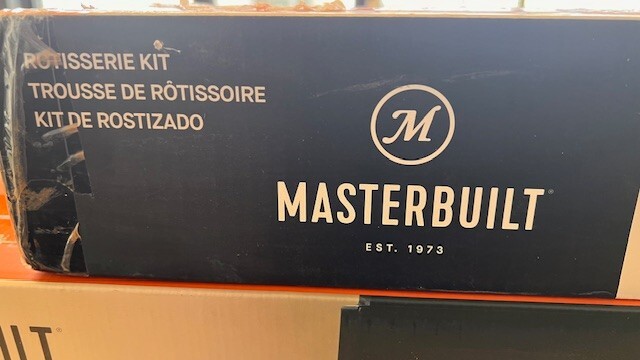 ROTISSERIE KIT
TROUSSE DE RÔTISSOIRE
KIT DE ROSTIZADO
M
MASTERBUILT
EST. 1973
UILT